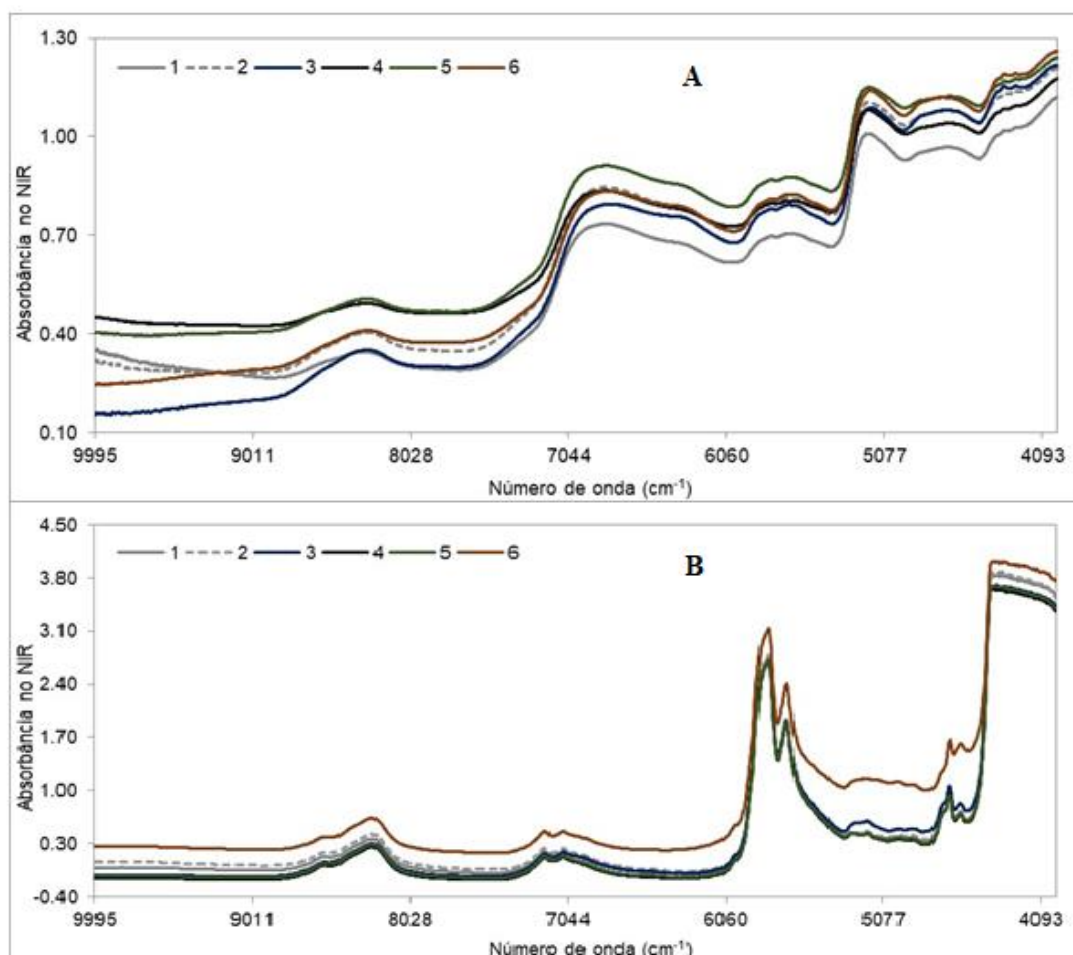 1.30
1 2 3 4 5 6
A
1.00
0.70
0.40
0.10
Absorbância no NIR
9995 9011 8028 7044 6060 5077 4093
Número de onda (cm⁻¹)
4.50
1 2 3 4 5 6
B
3.80
3.10
2.40
1.70
1.00
0.30
-0.40
Absorbância no NIR
9995 9011 8028 7044 6060 5077 4093
Número de onda (cm⁻¹)